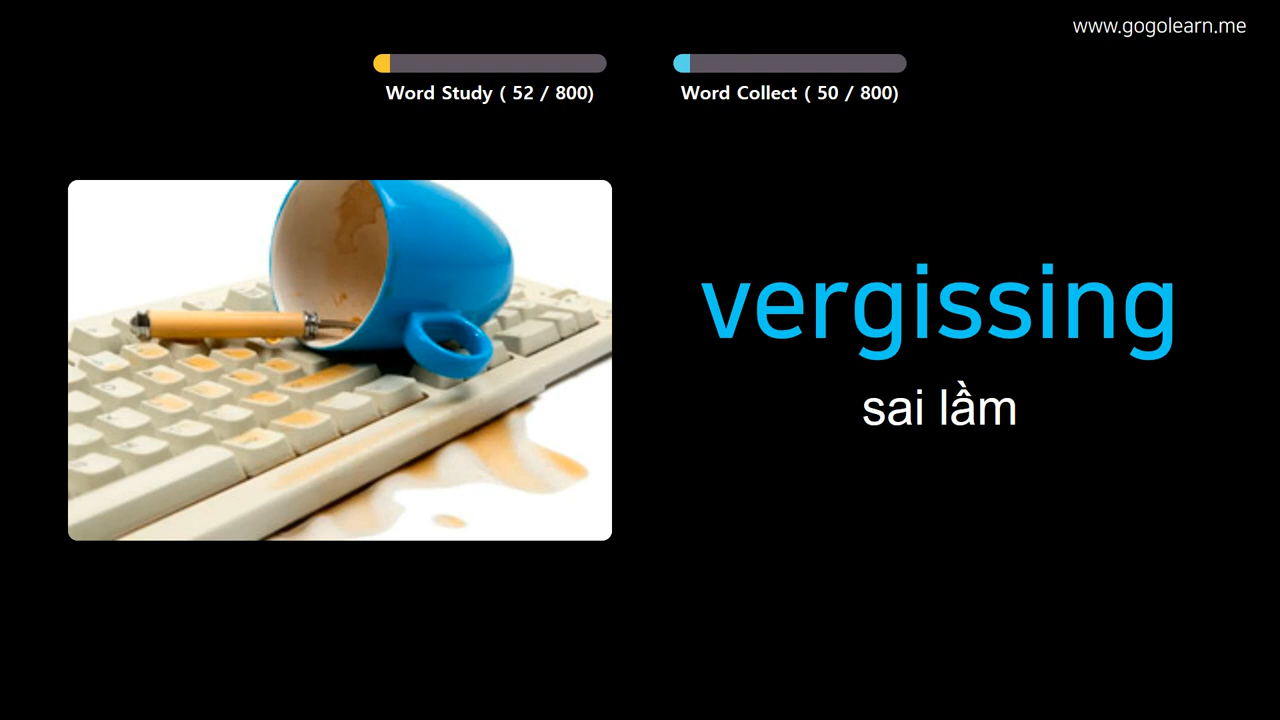 www.gogolearn.me
Word Study ( 52 / 800)
Word Collect ( 50 / 800)
vergissing
sai lầm